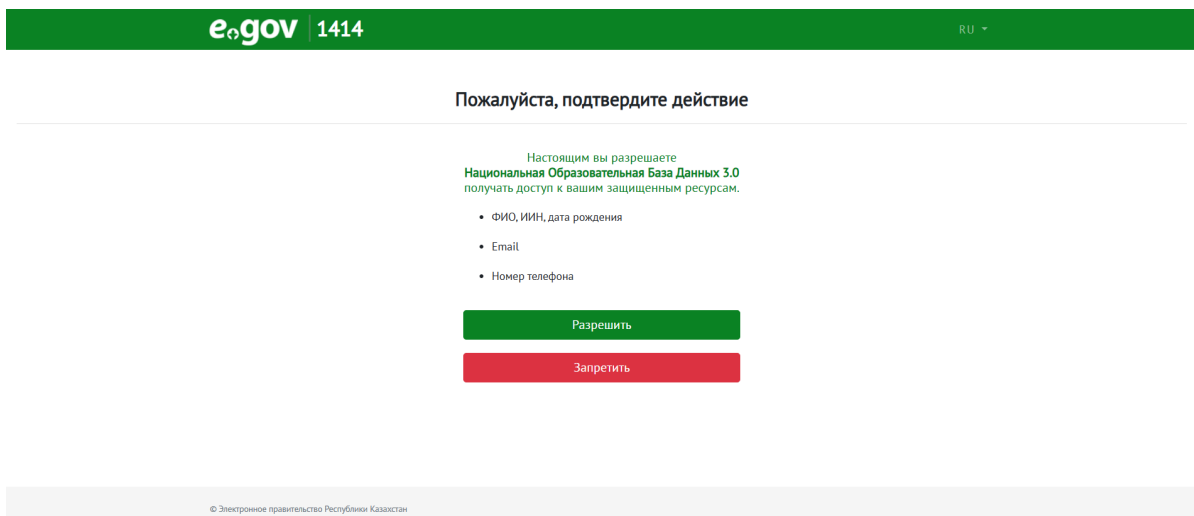 e.gov 1414
RU
Пожалуйста, подтвердите действие
Настоящим вы разрешаете
Национальная Образовательная База Данных 3.0
получать доступ к вашим защищенным ресурсам.
• ФИО, ИИН, дата рождения
• Email
• Номер телефона
Разрешить
Запретить
© Электронное правительство Республики Казахстан